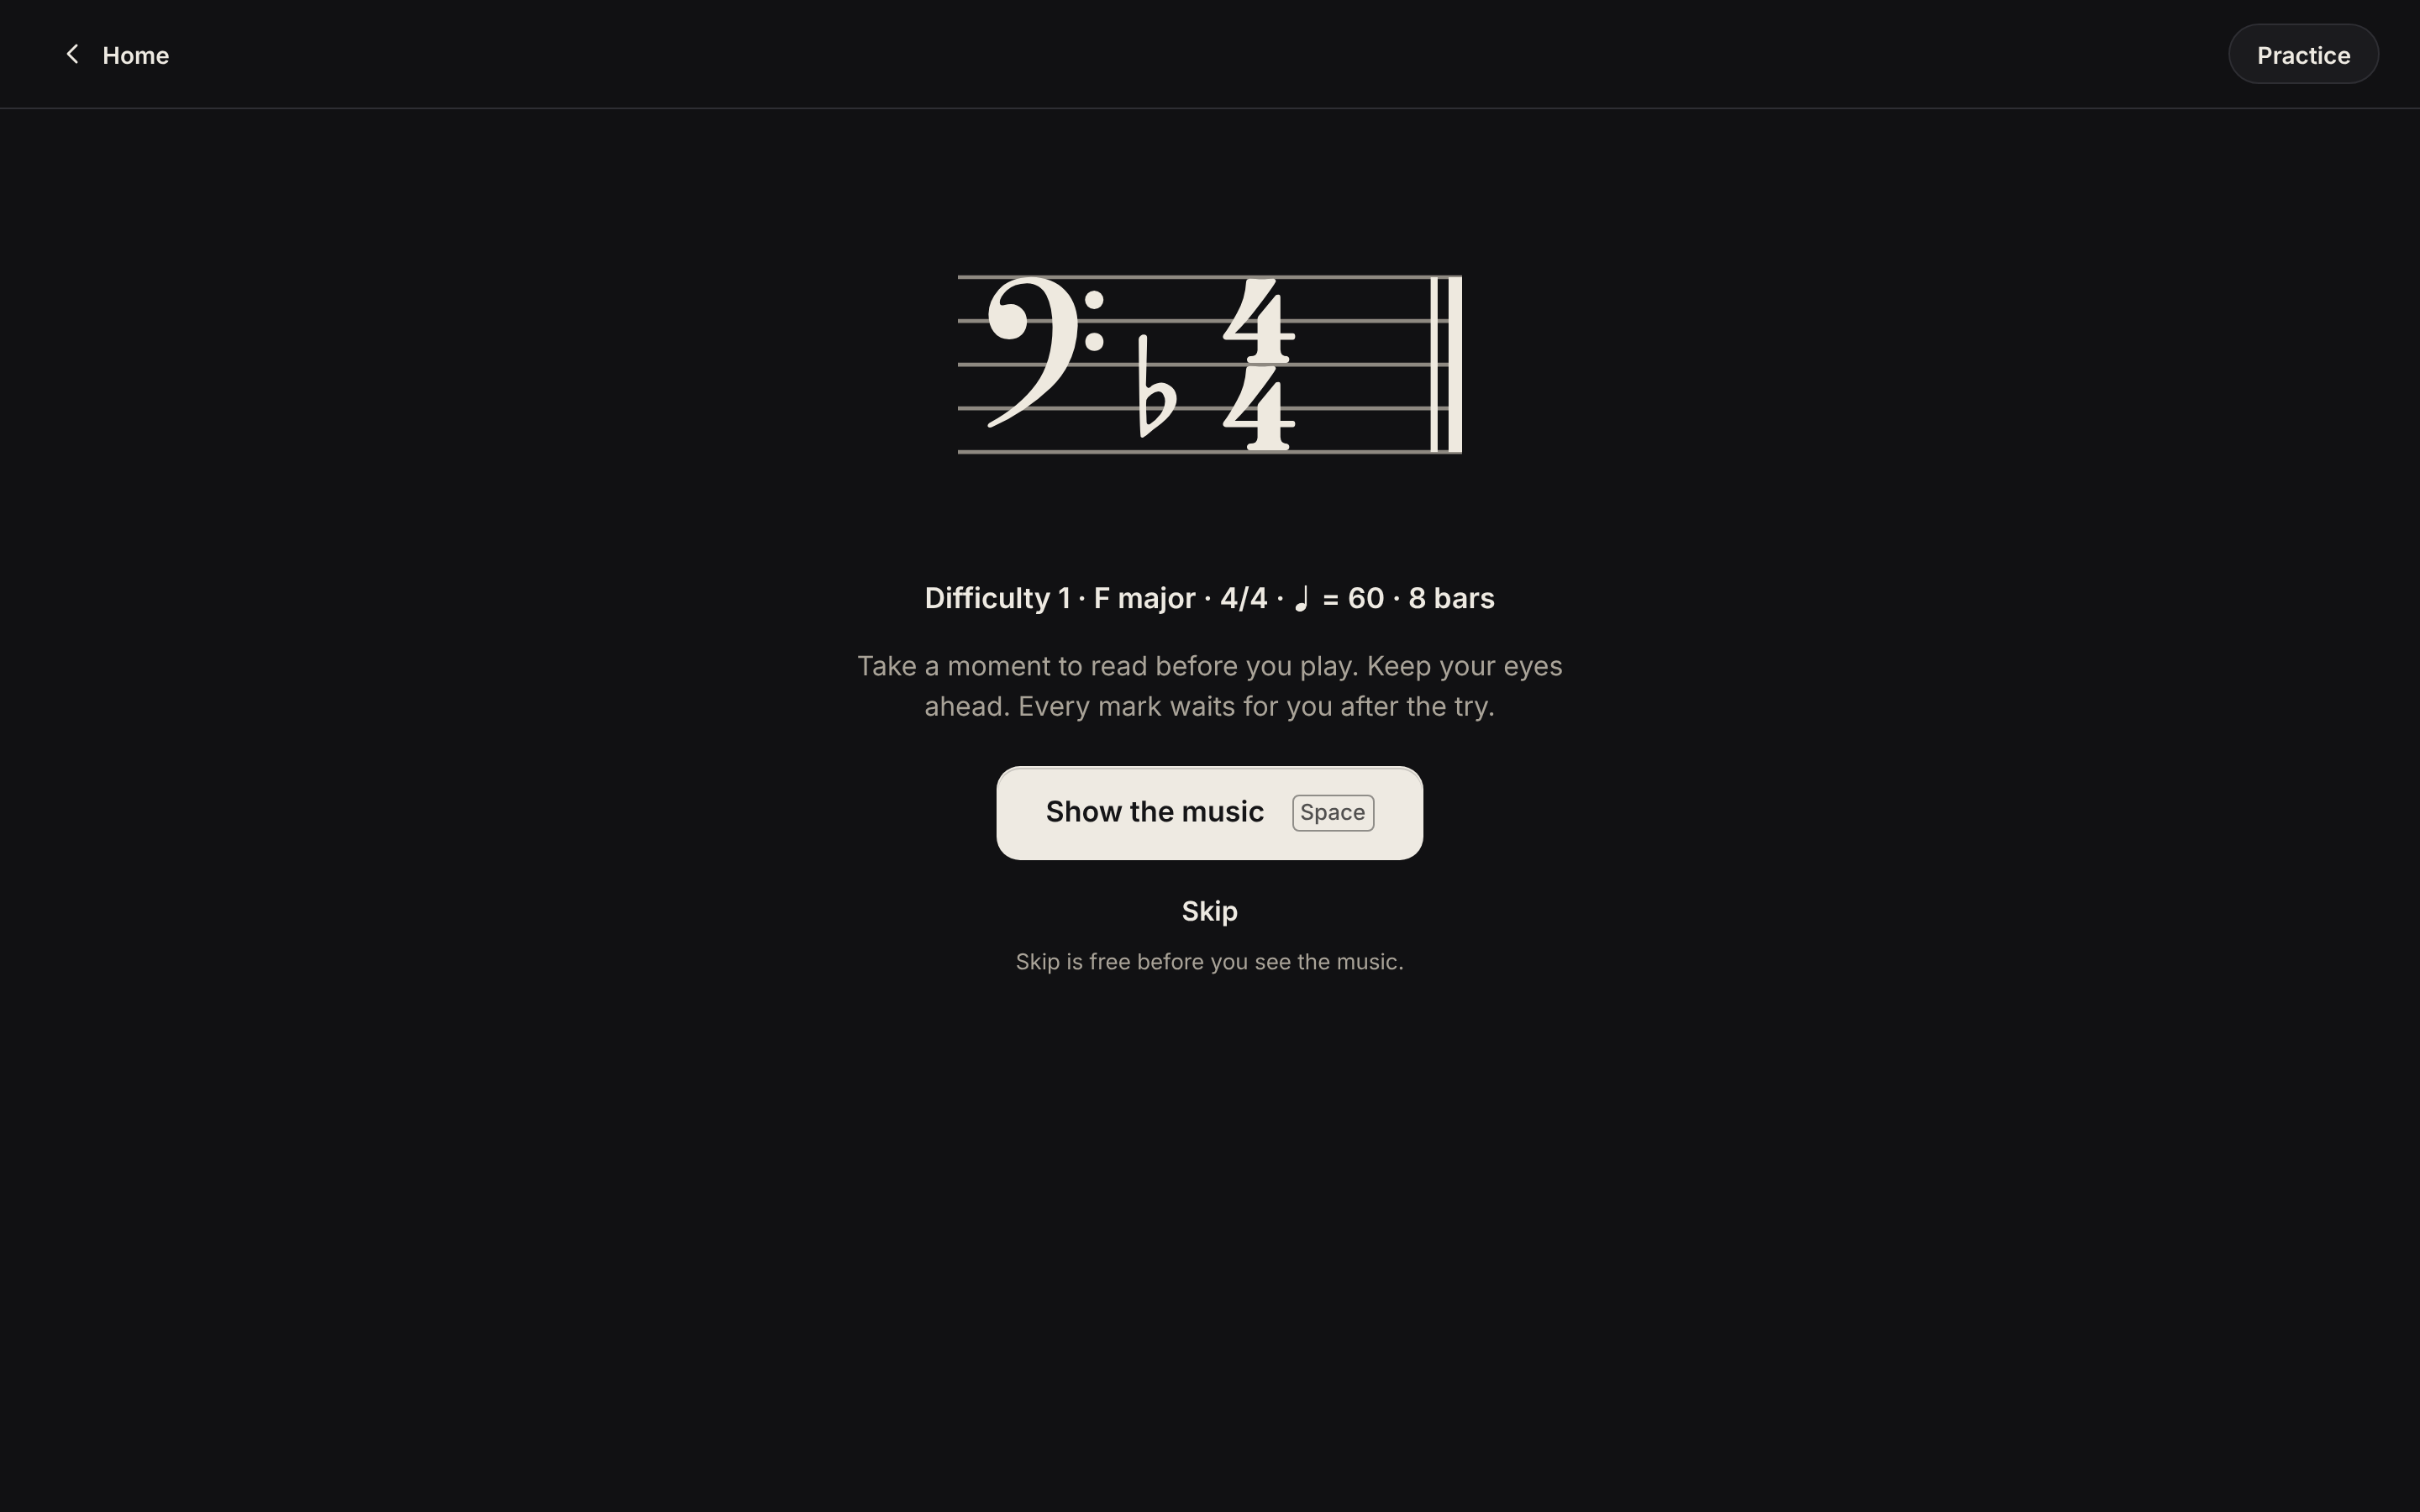 Home
Practice
4
4
Difficulty 1 · F major · 4/4 · ♩ = 60 · 8 bars
Take a moment to read before you play. Keep your eyes
ahead. Every mark waits for you after the try.
Show the music Space
Skip
Skip is free before you see the music.